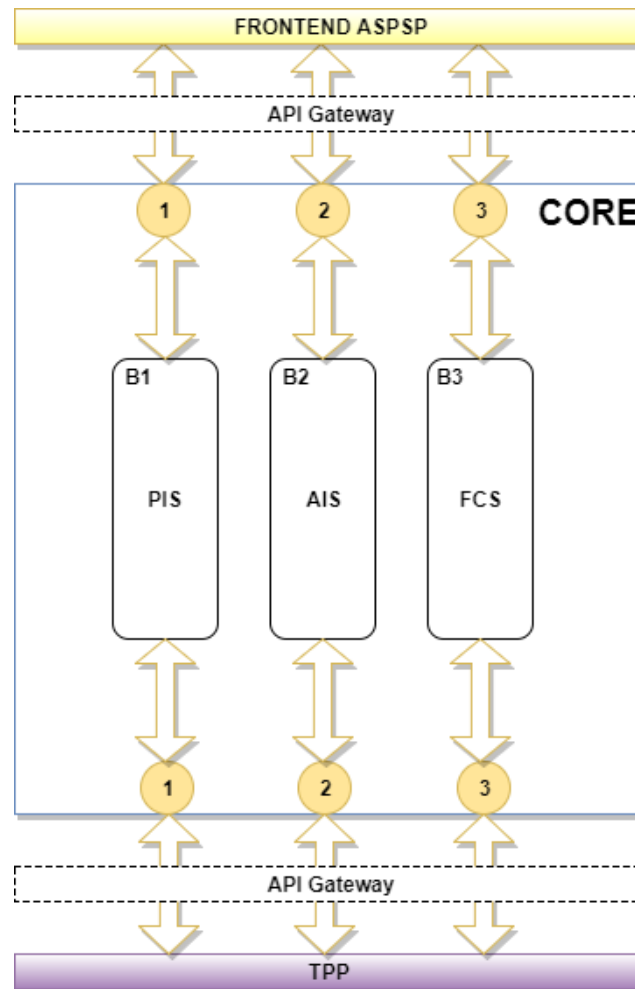 FRONTEND ASPSP
API Gateway
1 2 3
CORE
B1 B2 B3
PIS AIS FCS
1 2 3
API Gateway
TPP